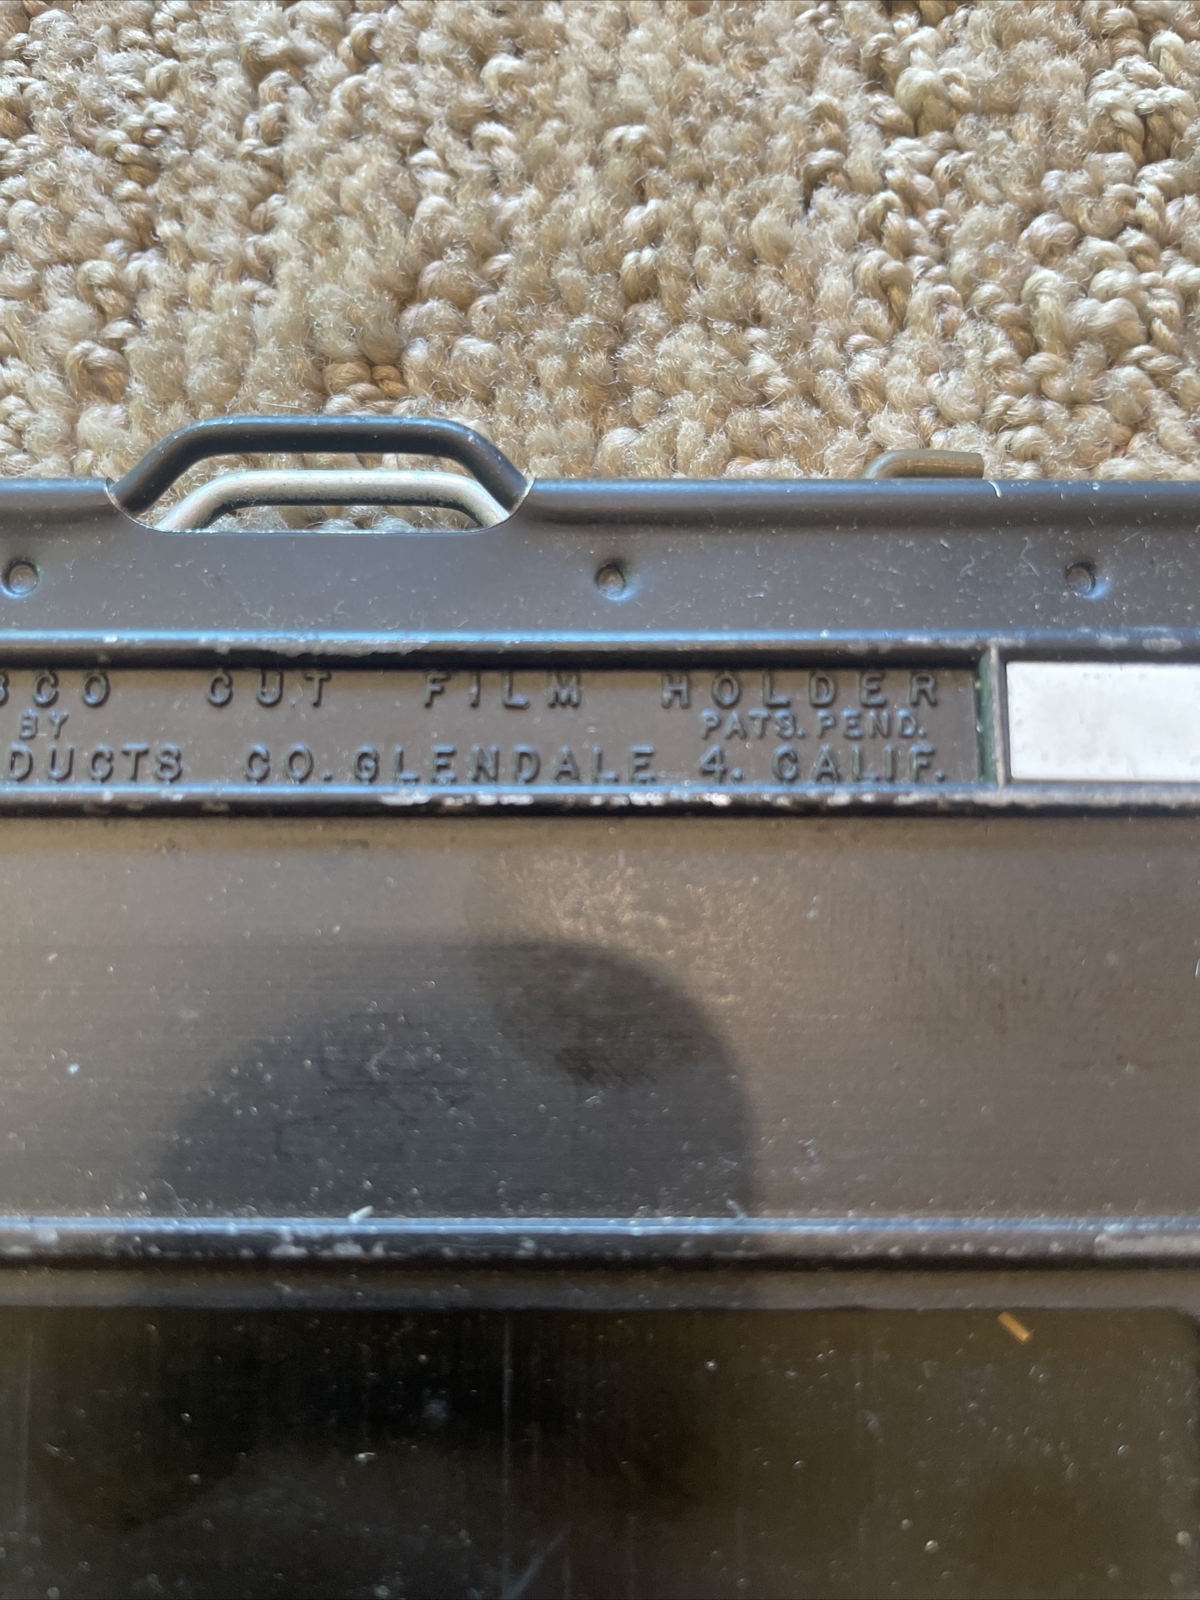 SCO CUT FILM HOLDER
BY PATS. PEND.
DUCTS CO. GLENDALE 4. CALIF.